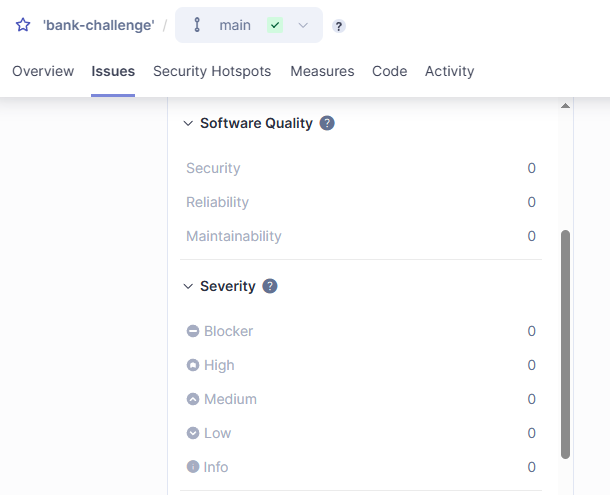 'bank-challenge' / main ?
Overview Issues Security Hotspots Measures Code Activity
Software Quality ?
Security 0
Reliability 0
Maintainability 0
Severity ?
Blocker 0
High 0
Medium 0
Low 0
Info 0